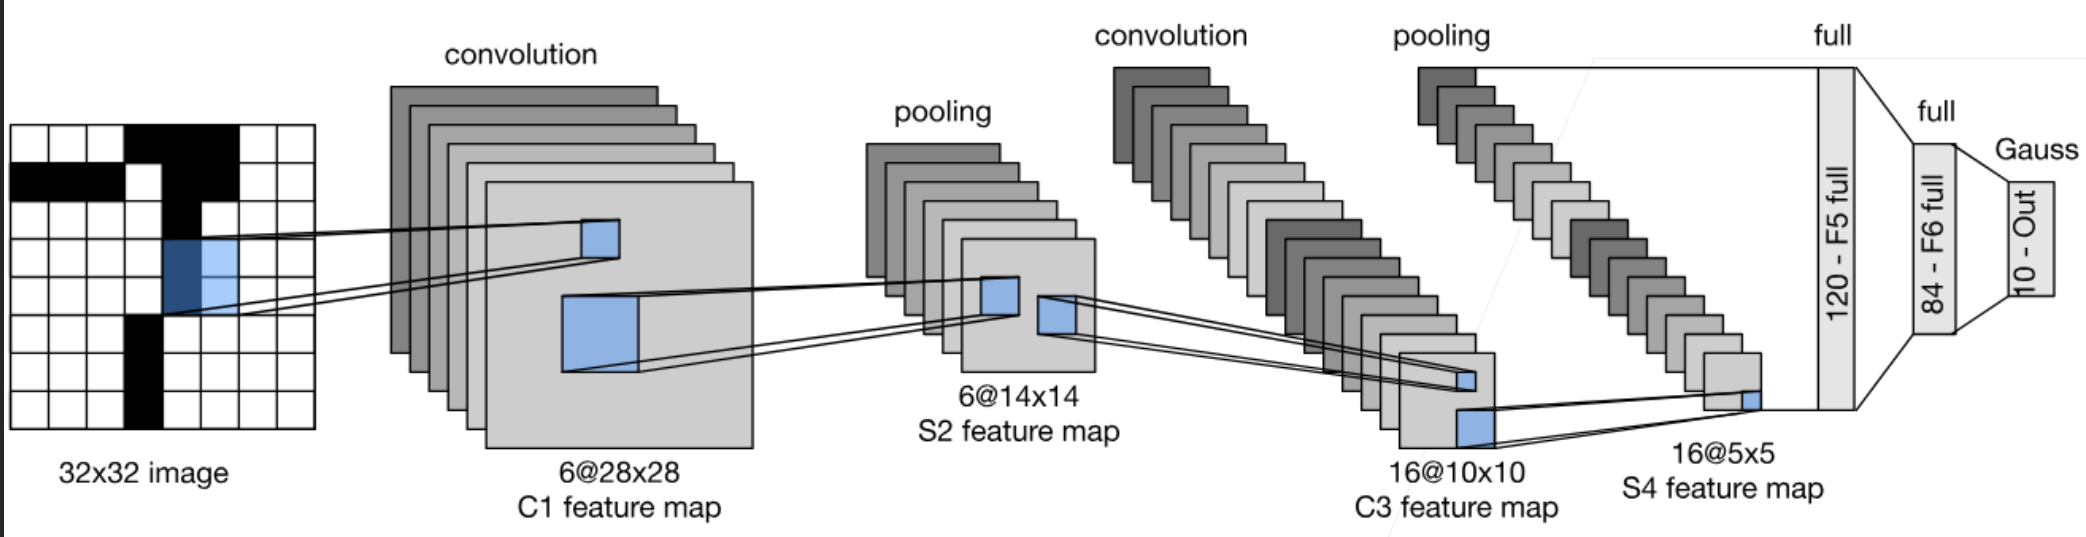 convolution
pooling
convolution
pooling
full
full
Gauss
32x32 image
6@28x28
C1 feature map
6@14x14
S2 feature map
16@10x10
C3 feature map
16@5x5
S4 feature map
120 - F5 full
84 - F6 full
10 - Out